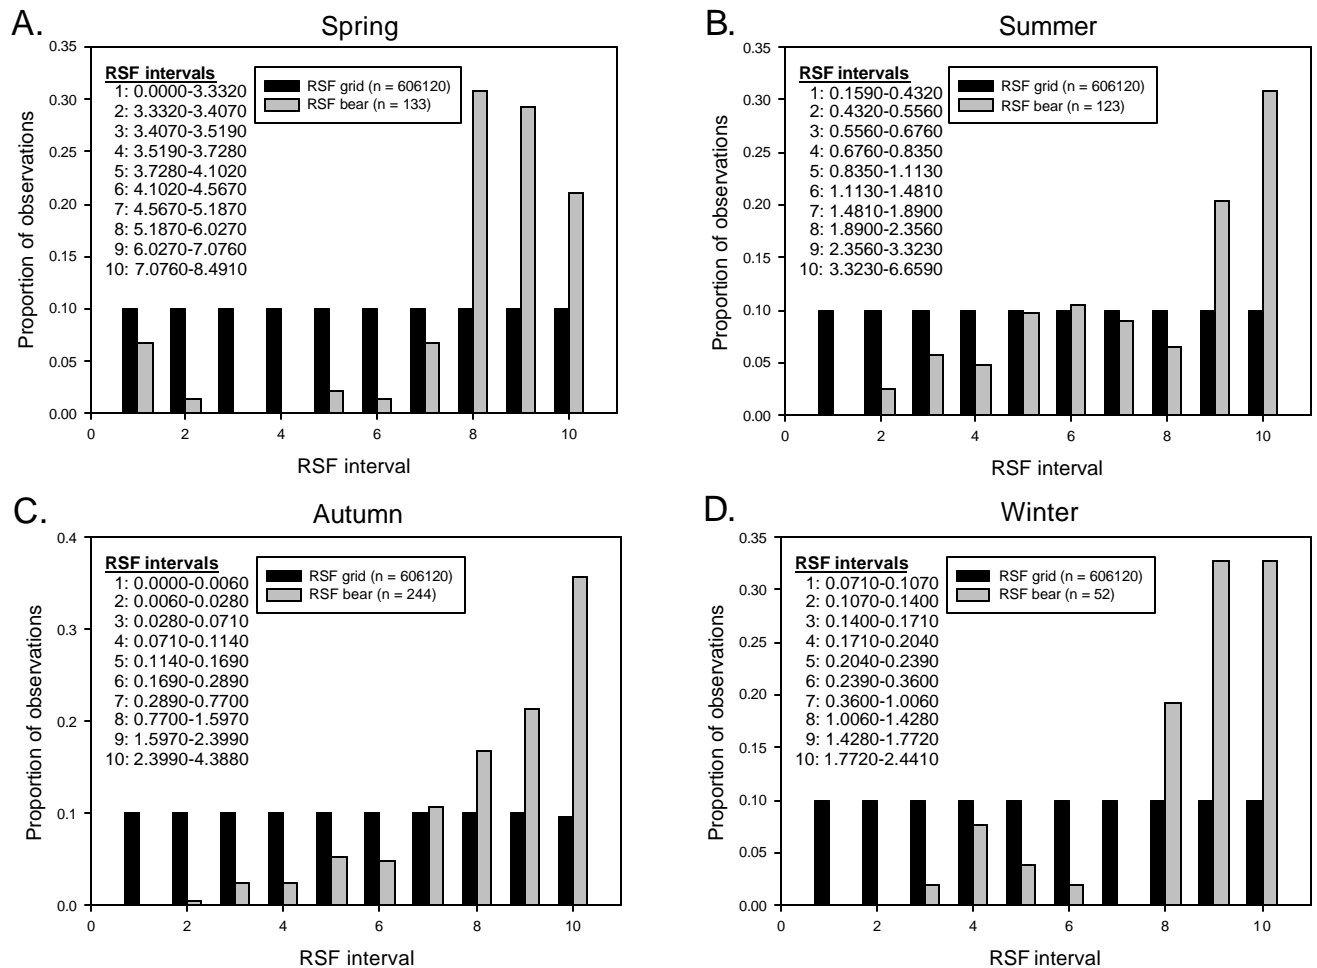 A.
Spring
Proportion of observations
0.35
0.30
0.25
0.20
0.15
0.10
0.05
0.00
RSF intervals
1: 0.0000-3.3320
2: 3.3320-3.4070
3: 3.4070-3.5190
4: 3.5190-3.7280
5: 3.7280-4.1020
6: 4.1020-4.5670
7: 4.5670-5.1870
8: 5.1870-6.0270
9: 6.0270-7.0760
10: 7.0760-8.4910
RSF grid (n = 606120)
RSF bear (n = 133)
0 2 4 6 8 10
RSF interval
B.
Summer
Proportion of observations
0.35
0.30
0.25
0.20
0.15
0.10
0.05
0.00
RSF intervals
1: 0.1590-0.4320
2: 0.4320-0.5560
3: 0.5560-0.6760
4: 0.6760-0.8350
5: 0.8350-1.1130
6: 1.1130-1.4810
7: 1.4810-1.8900
8: 1.8900-2.3560
9: 2.3560-3.3230
10: 3.3230-6.6590
RSF grid (n = 606120)
RSF bear (n = 123)
0 2 4 6 8 10
RSF interval
C.
Autumn
Proportion of observations
0.4
0.3
0.2
0.1
0.0
RSF intervals
1: 0.0000-0.0060
2: 0.0060-0.0280
3: 0.0280-0.0710
4: 0.0710-0.1140
5: 0.1140-0.1690
6: 0.1690-0.2890
7: 0.2890-0.7700
8: 0.7700-1.5970
9: 1.5970-2.3990
10: 2.3990-4.3880
RSF grid (n = 606120)
RSF bear (n = 244)
0 2 4 6 8 10
RSF interval
D.
Winter
Proportion of observations
0.35
0.30
0.25
0.20
0.15
0.10
0.05
0.00
RSF intervals
1: 0.0710-0.1070
2: 0.1070-0.1400
3: 0.1400-0.1710
4: 0.1710-0.2040
5: 0.2040-0.2390
6: 0.2390-0.3600
7: 0.3600-1.0060
8: 1.0060-1.4280
9: 1.4280-1.7720
10: 1.7720-2.4410
RSF grid (n = 606120)
RSF bear (n = 52)
0 2 4 6 8 10
RSF interval